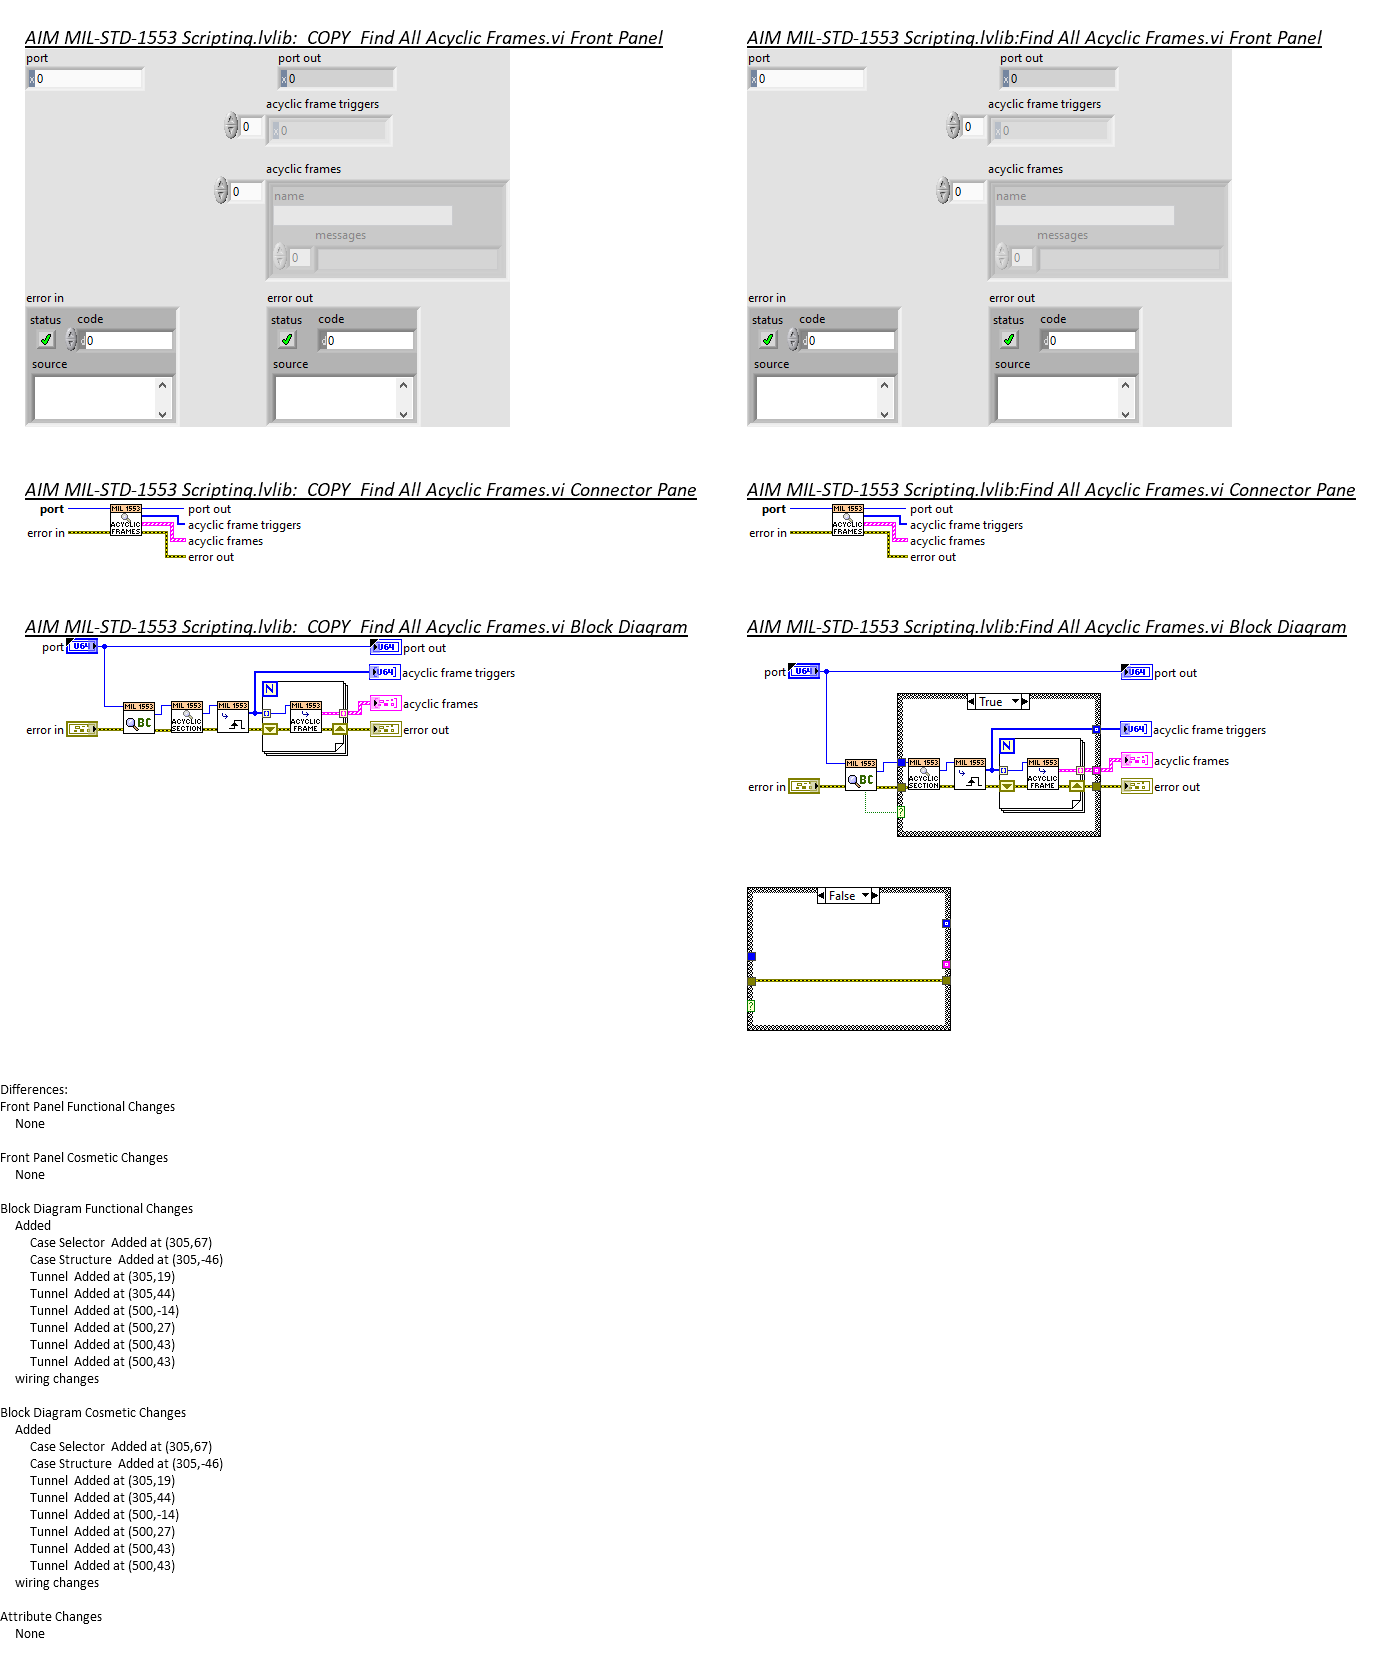 AIM MIL-STD-1553 Scripting.lvlib:_COPY_Find All Acyclic Frames.vi Front Panel
port
x 0
port out
x 0
acyclic frame triggers
0
x 0
acyclic frames
0
name
messages
0
error in
status
code
d 0
source
error out
status
code
d 0
source
AIM MIL-STD-1553 Scripting.lvlib:Find All Acyclic Frames.vi Front Panel
port
x 0
port out
x 0
acyclic frame triggers
0
x 0
acyclic frames
0
name
messages
0
error in
status
code
d 0
source
error out
status
code
d 0
source
AIM MIL-STD-1553 Scripting.lvlib:_COPY_Find All Acyclic Frames.vi Connector Pane
port
error in
MIL 1553
ACYCLIC
FRAMES
port out
acyclic frame triggers
acyclic frames
error out
AIM MIL-STD-1553 Scripting.lvlib:Find All Acyclic Frames.vi Connector Pane
port
error in
MIL 1553
ACYCLIC
FRAMES
port out
acyclic frame triggers
acyclic frames
error out
AIM MIL-STD-1553 Scripting.lvlib:_COPY_Find All Acyclic Frames.vi Block Diagram
port
U64
U64
port out
U64
acyclic frame triggers
N
acyclic frames
error in
MIL 1553
BC
MIL 1553
ACYCLIC
SECTION
MIL 1553
MIL 1553
ACYCLIC
FRAME
error out
AIM MIL-STD-1553 Scripting.lvlib:Find All Acyclic Frames.vi Block Diagram
port
U64
U64
port out
True
U64
acyclic frame triggers
N
acyclic frames
error in
MIL 1553
BC
MIL 1553
ACYCLIC
SECTION
MIL 1553
MIL 1553
ACYCLIC
FRAME
error out
?
False
?
Differences:
Front Panel Functional Changes
None
Front Panel Cosmetic Changes
None
Block Diagram Functional Changes
Added
Case Selector  Added at (305,67)
Case Structure  Added at (305,-46)
Tunnel  Added at (305,19)
Tunnel  Added at (305,44)
Tunnel  Added at (500,-14)
Tunnel  Added at (500,27)
Tunnel  Added at (500,43)
Tunnel  Added at (500,43)
wiring changes
Block Diagram Cosmetic Changes
Added
Case Selector  Added at (305,67)
Case Structure  Added at (305,-46)
Tunnel  Added at (305,19)
Tunnel  Added at (305,44)
Tunnel  Added at (500,-14)
Tunnel  Added at (500,27)
Tunnel  Added at (500,43)
Tunnel  Added at (500,43)
wiring changes
Attribute Changes
None